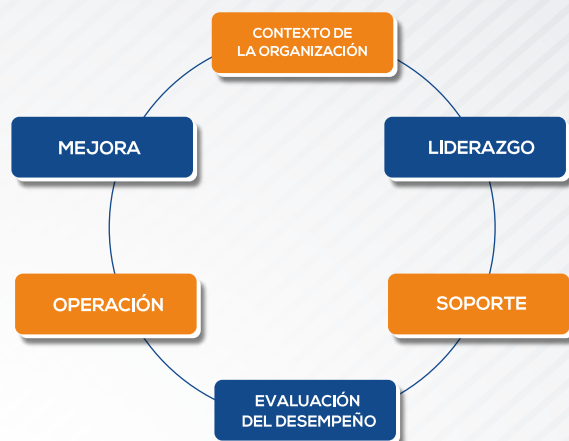 CONTEXTO DE
LA ORGANIZACIÓN
MEJORA
LIDERAZGO
OPERACIÓN
SOPORTE
EVALUACIÓN
DEL DESEMPEÑO